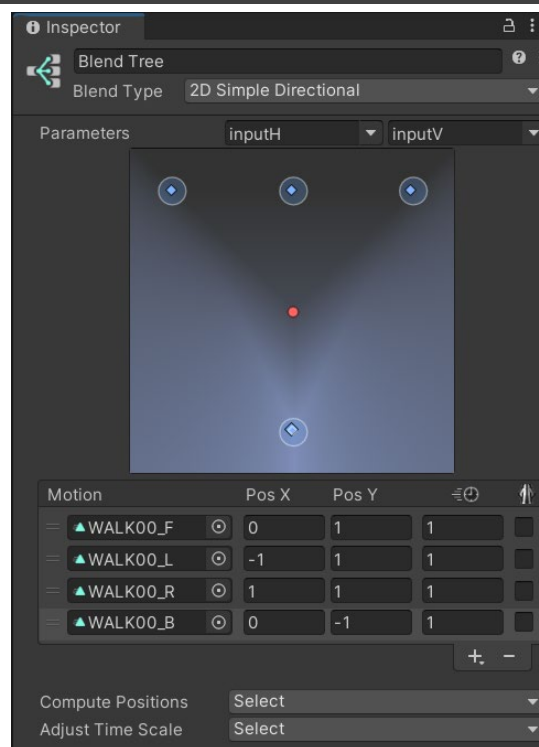 Inspector
Blend Tree
Blend Type 2D Simple Directional
Parameters inputH inputV
Motion Pos X Pos Y
WALK00_F 0 1 1
WALK00_L -1 1 1
WALK00_R 1 1 1
WALK00_B 0 -1 1
Compute Positions Select
Adjust Time Scale Select